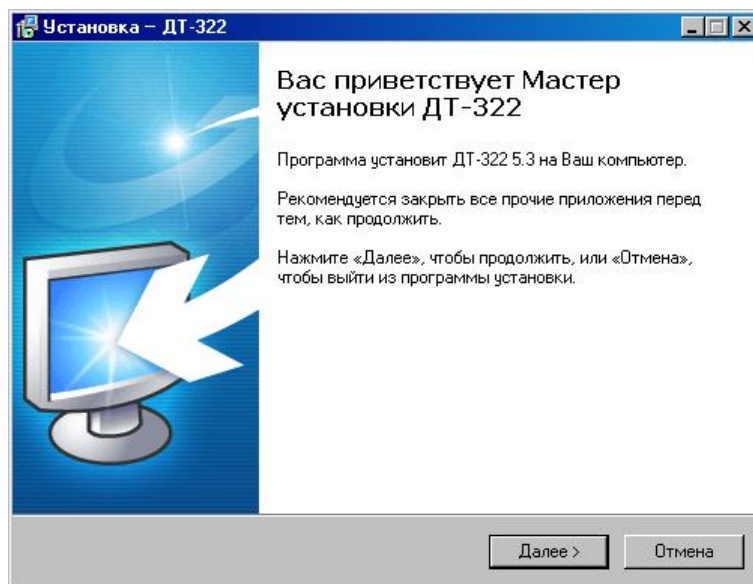 Установка – ДТ-322
Вас приветствует Мастер
установки ДТ-322
Программа установит ДТ-322 5.3 на Ваш компьютер.
Рекомендуется закрыть все прочие приложения перед
тем, как продолжить.
Нажмите «Далее», чтобы продолжить, или «Отмена»,
чтобы выйти из программы установки.
Далее >
Отмена